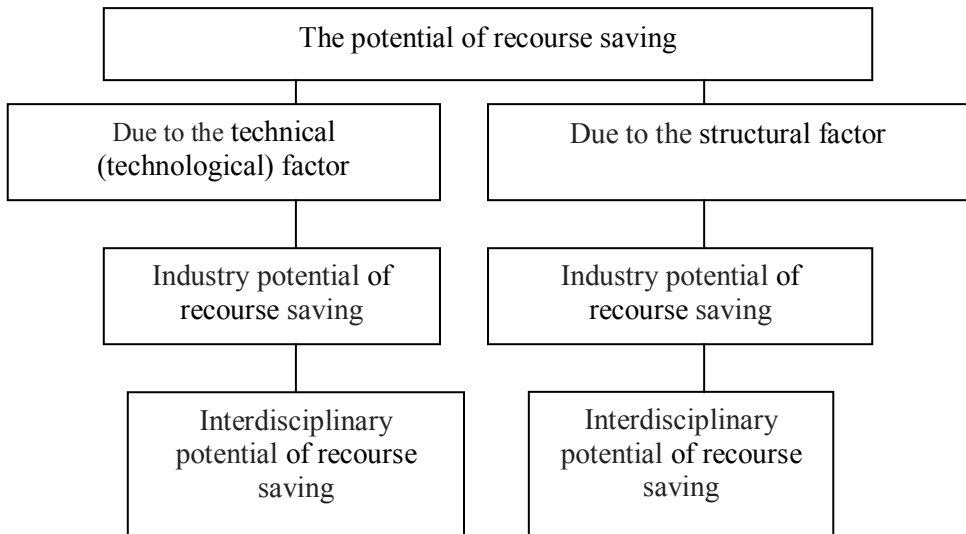 The potential of recourse saving
Due to the technical
(technological) factor
Due to the structural factor
Industry potential of
recourse saving
Industry potential of
recourse saving
Interdisciplinary
potential of recourse
saving
Interdisciplinary
potential of recourse
saving